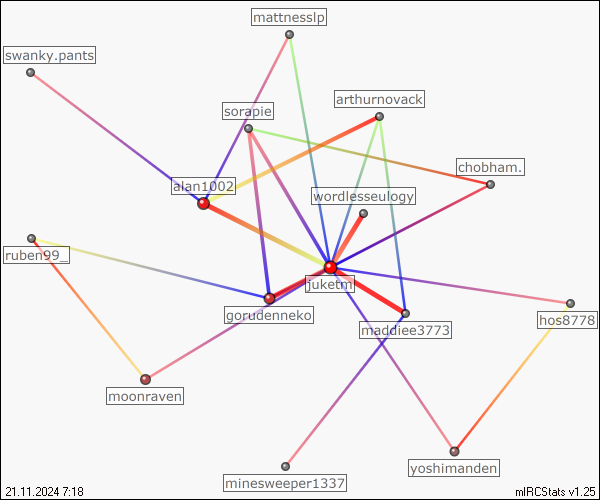 mattnesslp
swanky.pants
arthurnovack
sorapie
chobham.
alan1002
wordlesseulogy
ruben99_
juketm
gorudenneko
hos8778
maddiee3773
moonraven
yoshimanden
minesweeper1337
21.11.2024 7:18
mIRCStats v1.25